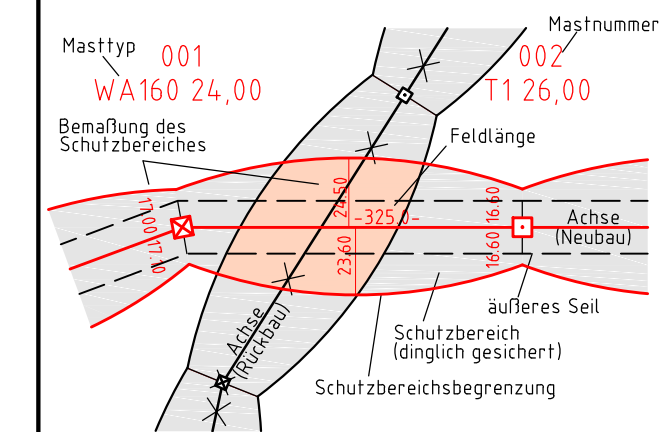 Mastnummer
Masttyp
001
002
WA160 24,00
T1 26,00
Bemaßung des
Schutzbereiches
Feldlänge
17.00 17.10
24.50
-325.0-
23.60
16.60 16.60
Achse
(Neubau)
Achse
(Rückbau)
äußeres Seil
Schutzbereich
(dinglich gesichert)
Schutzbereichsbegrenzung